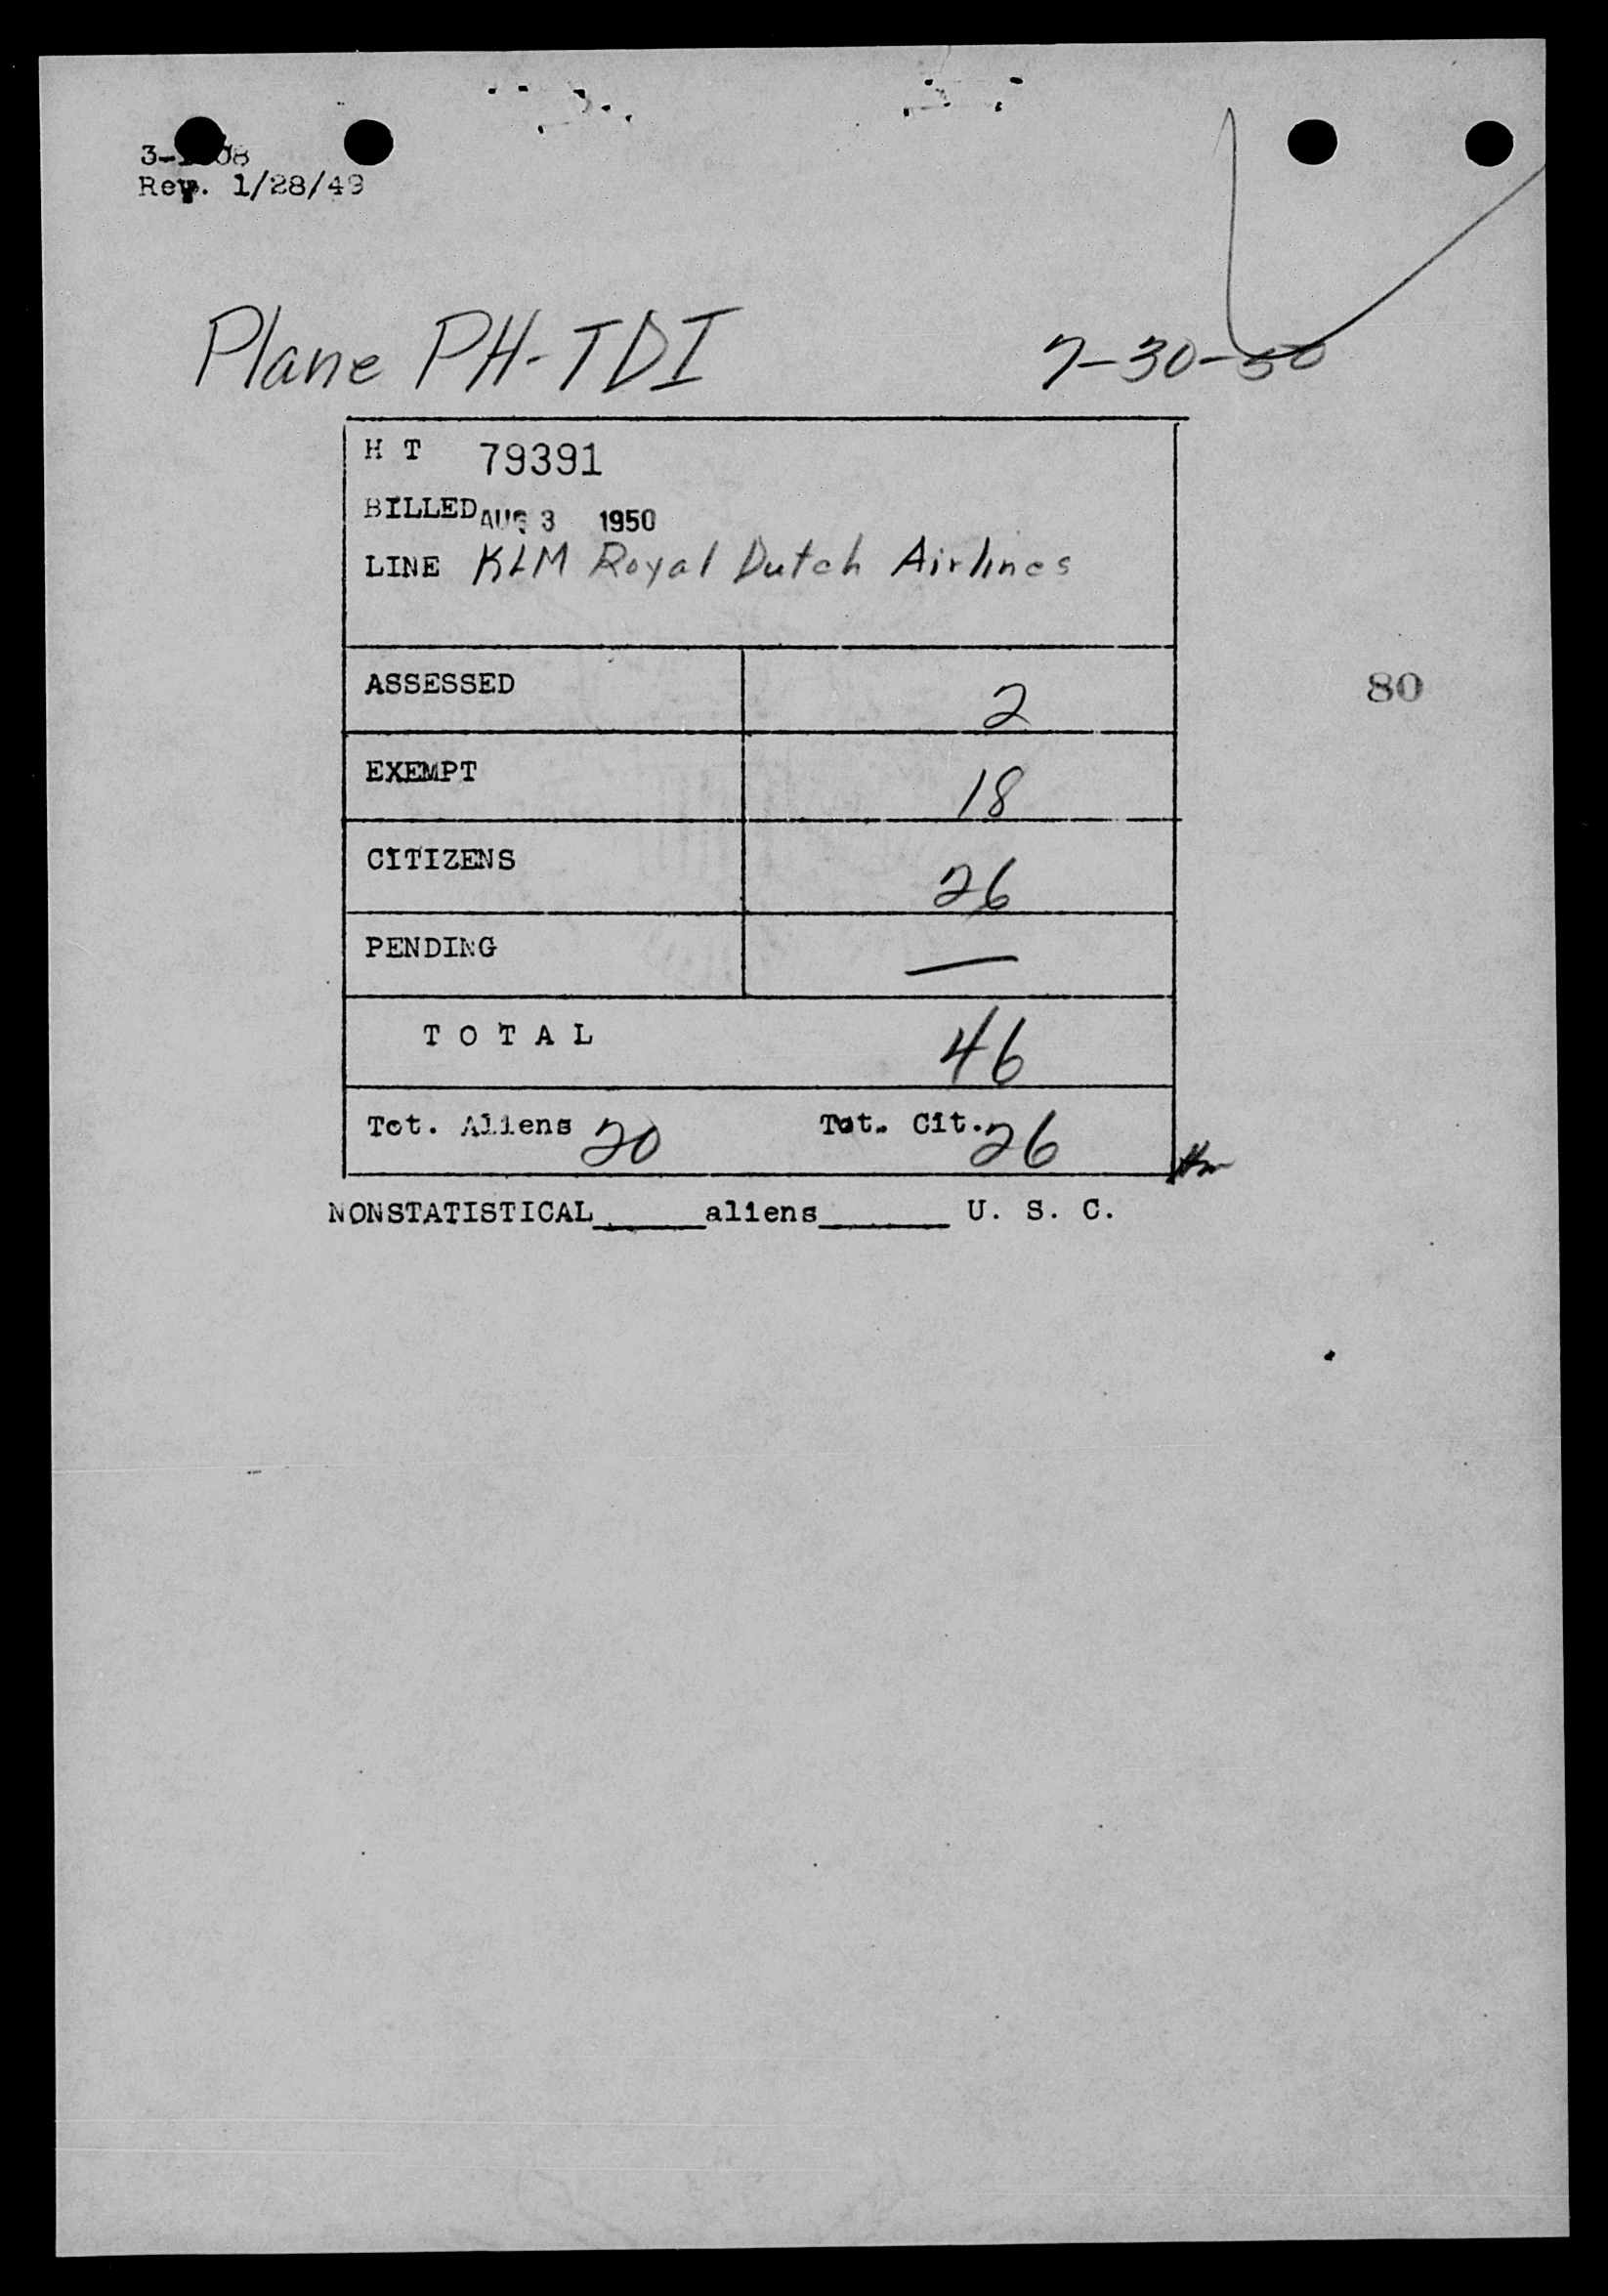 Rev. 1/28/49
Plane PH-TDI 7-30-50
H T 79391
BILLED AUG 3 1950
LINE KLM Royal Dutch Airlines
ASSESSED 2
80
EXEMPT 18
CITIZENS 26
PENDING —
T O T A L 46
Tot. Aliens 20 Tot. Cit. 26
NONSTATISTICAL______aliens_______ U. S. C.